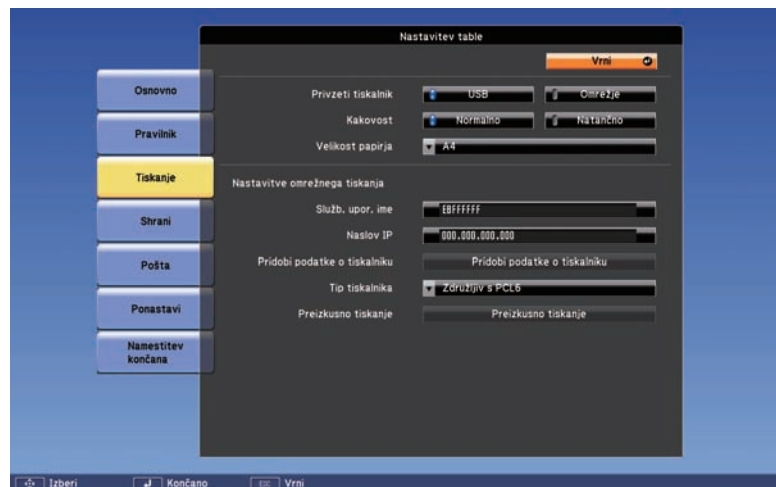 Nastavitev table
Vrni
Osnovno
Pravilnik
Tiskanje
Shrani
Pošta
Ponastavi
Namestitev
končana
Privzeti tiskalnik USB Omrežje
Kakovost Normalno Natančno
Velikost papirja A4
Nastavitve omrežnega tiskanja
Služb. upor. ime EBFFFFFF
Naslov IP 000.000.000.000
Pridobi podatke o tiskalniku Pridobi podatke o tiskalniku
Tip tiskalnika Združljiv s PCL6
Preizkusno tiskanje Preizkusno tiskanje
Izberi Končano ESC Vrni